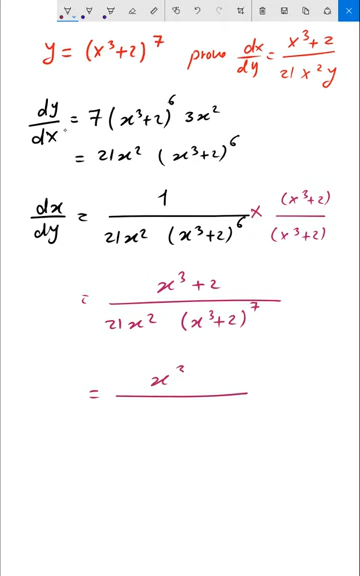 y = (x³+2)⁷ prove dx/dy = x³+2 / 21x²y
dy/dx = 7(x³+2)⁶ 3x²
= 21x² (x³+2)⁶
dx/dy = 1 / 21x² (x³+2)⁶ × (x³+2) / (x³+2)
= x³+2 / 21x² (x³+2)⁷
= x³